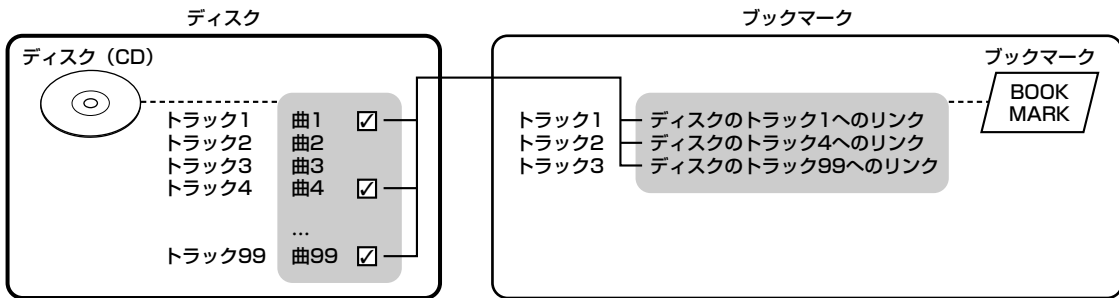 ディスク
ディスク（CD）
トラック1 曲1 ✓
トラック2 曲2
トラック3 曲3
トラック4 曲4 ✓
...
トラック99 曲99 ✓
ブックマーク
ブックマーク
BOOK
MARK
トラック1 ディスクのトラック1へのリンク
トラック2 ディスクのトラック4へのリンク
トラック3 ディスクのトラック99へのリンク